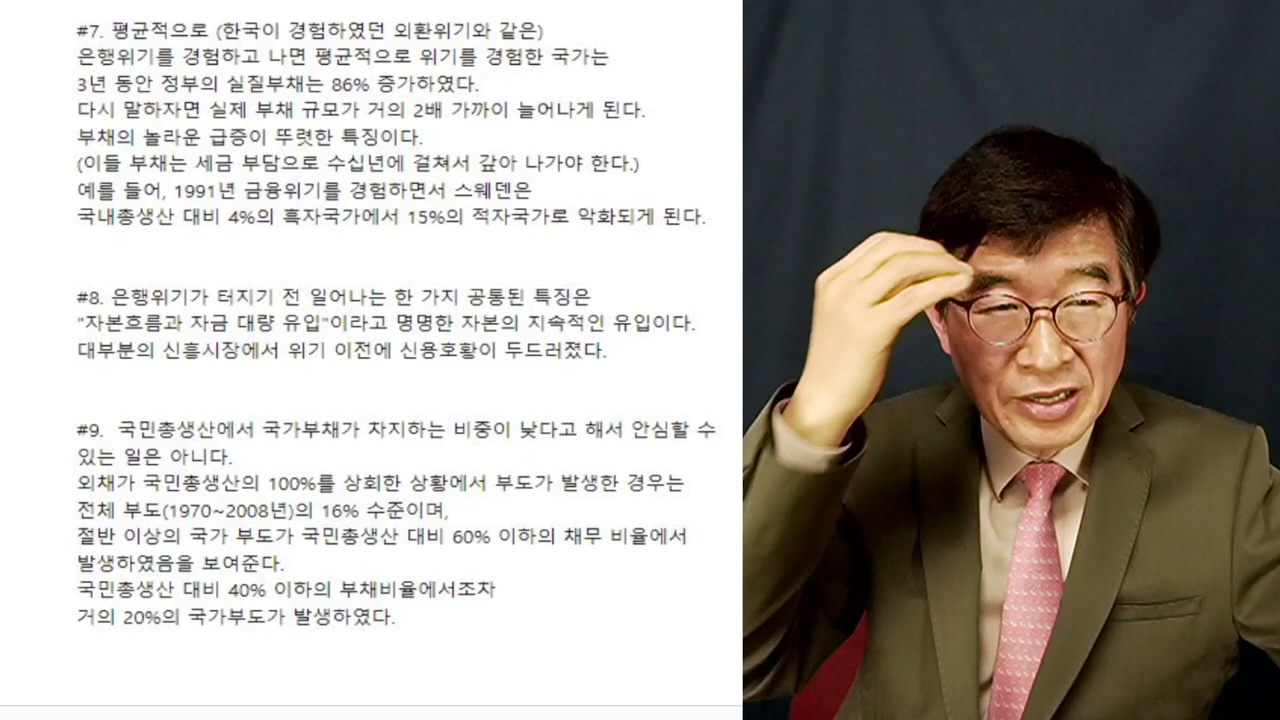 #7. 평균적으로 (한국이 경험하였던 외환위기와 같은)
은행위기를 경험하고 나면 평균적으로 위기를 경험한 국가는
3년 동안 정부의 실질부채는 86% 증가하였다.
다시 말하자면 실제 부채 규모가 거의 2배 가까이 늘어나게 된다.
부채의 놀라운 급증이 뚜렷한 특징이다.
(이들 부채는 세금 부담으로 수십년에 걸쳐서 갚아 나가야 한다.)
예를 들어, 1991년 금융위기를 경험하면서 스웨덴은
국내총생산 대비 4%의 흑자국가에서 15%의 적자국가로 악화되게 된다.
#8. 은행위기가 터지기 전 일어나는 한 가지 공통된 특징은
"자본흐름과 자금 대량 유입"이라고 명명한 자본의 지속적인 유입이다.
대부분의 신흥시장에서 위기 이전에 신용호황이 두드러졌다.
#9. 국민총생산에서 국가부채가 차지하는 비중이 낮다고 해서 안심할 수
있는 일은 아니다.
외채가 국민총생산의 100%를 상회한 상황에서 부도가 발생한 경우는
전체 부도(1970~2008년)의 16% 수준이며,
절반 이상의 국가 부도가 국민총생산 대비 60% 이하의 채무 비율에서
발생하였음을 보여준다.
국민총생산 대비 40% 이하의 부채비율에서조차
거의 20%의 국가부도가 발생하였다.